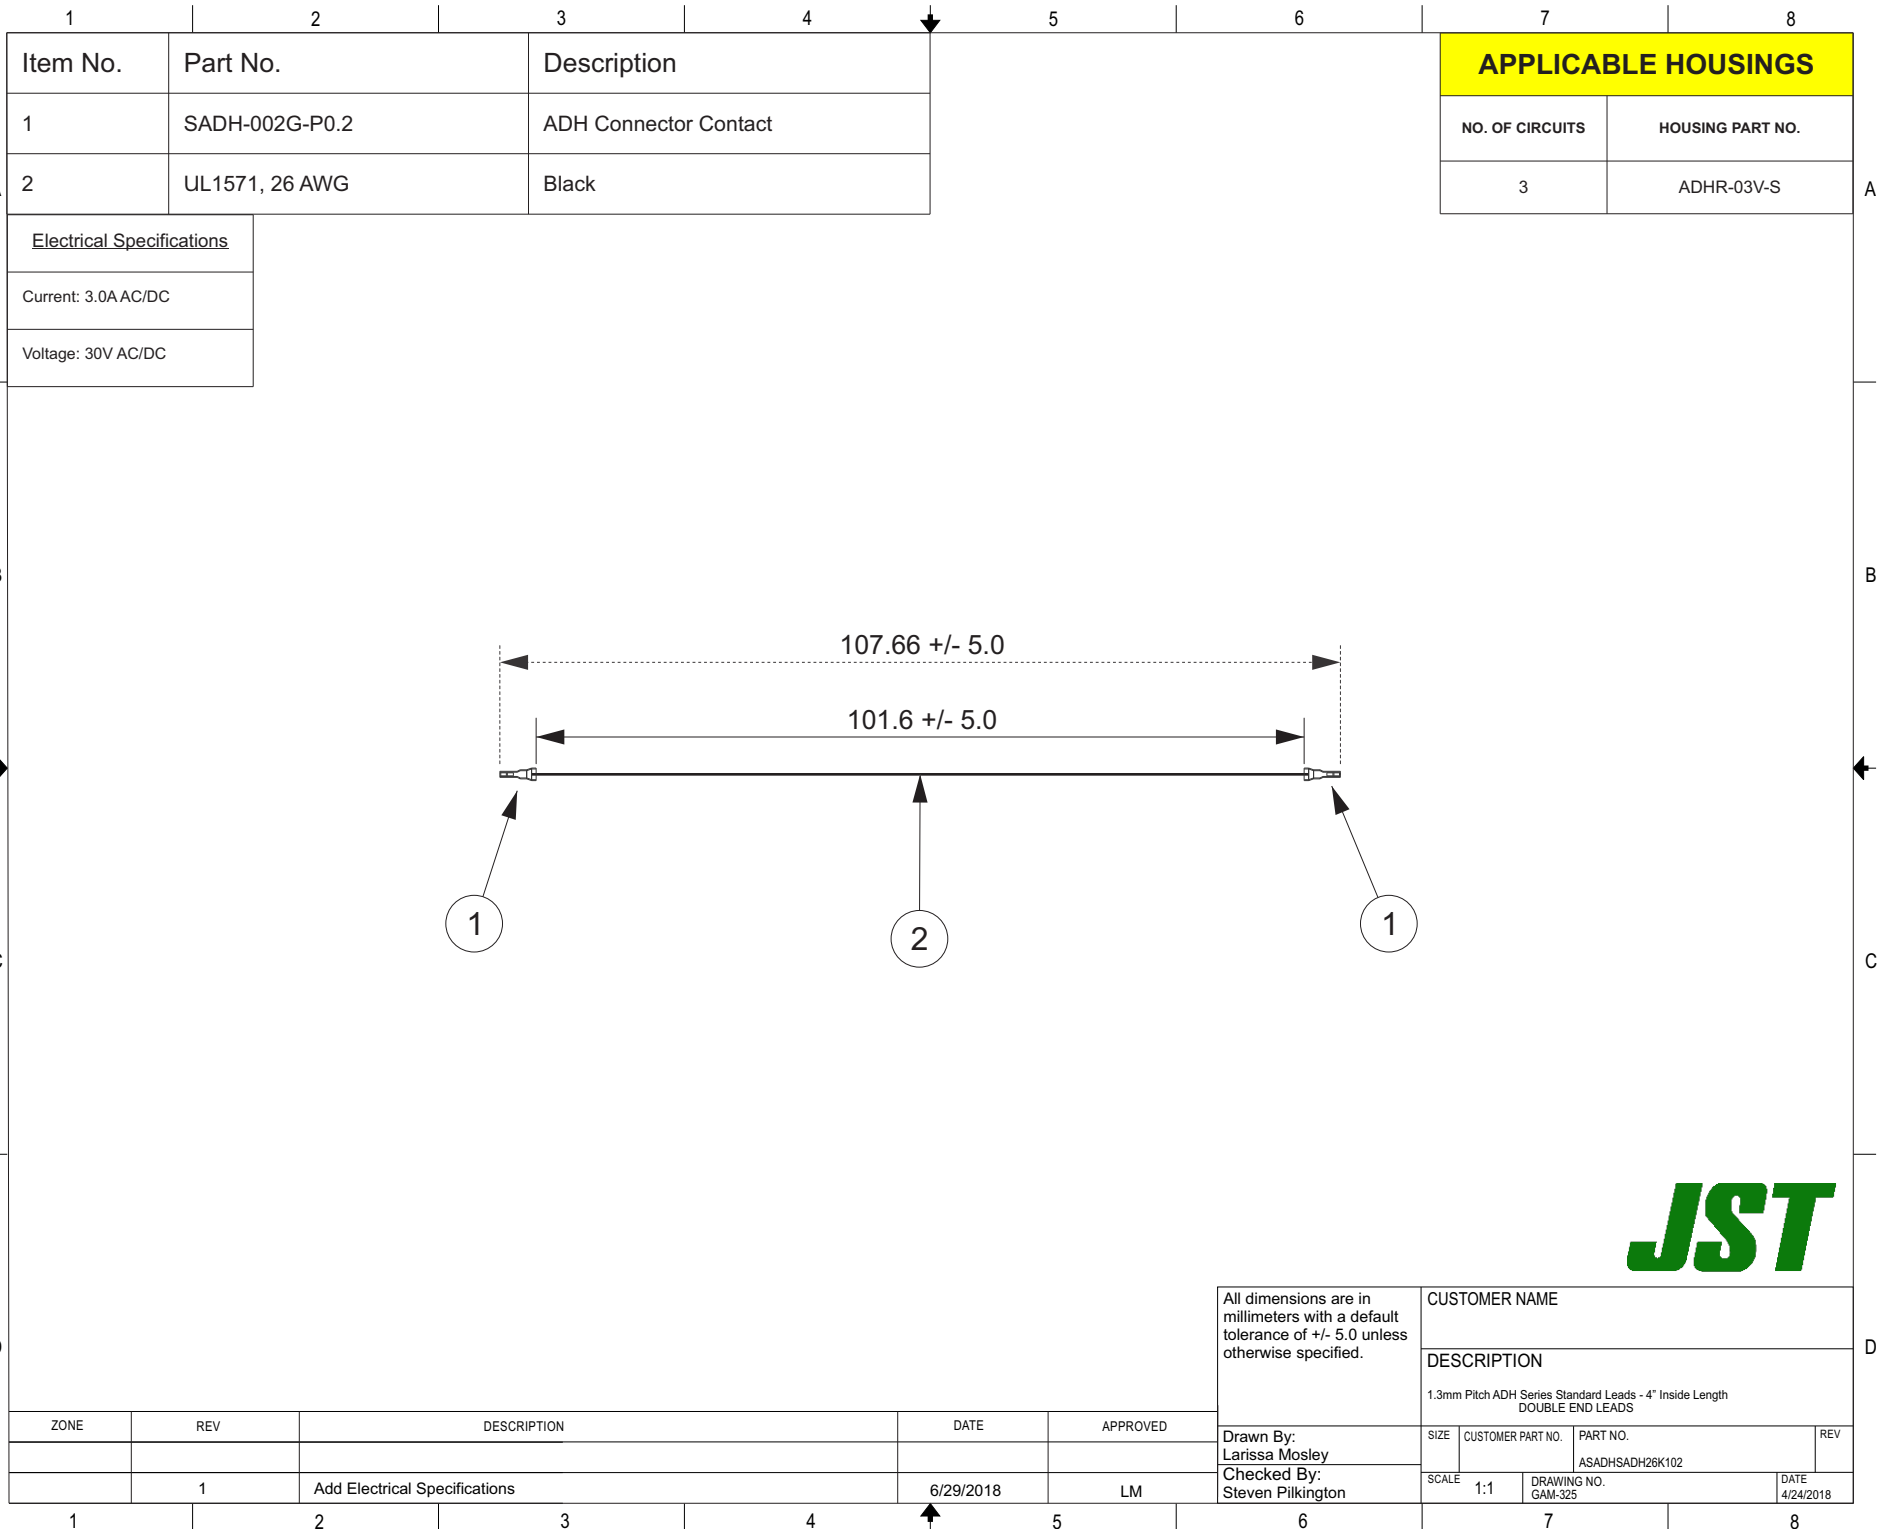 1 2 3 4 5 6 7 8
Item No. Part No. Description
1 SADH-002G-P0.2 ADH Connector Contact
2 UL1571, 26 AWG Black
APPLICABLE HOUSINGS
NO. OF CIRCUITS HOUSING PART NO.
3 ADHR-03V-S
A
Electrical Specifications
Current: 3.0A AC/DC
Voltage: 30V AC/DC
B
107.66 +/- 5.0
101.6 +/- 5.0
1 2 1
C
JST
All dimensions are in
millimeters with a default
tolerance of +/- 5.0 unless
otherwise specified.
CUSTOMER NAME
D
DESCRIPTION
1.3mm Pitch ADH Series Standard Leads - 4" Inside Length
DOUBLE END LEADS
ZONE REV DESCRIPTION DATE APPROVED
1 Add Electrical Specifications 6/29/2018 LM
Drawn By:
Larissa Mosley
Checked By:
Steven Pilkington
SIZE CUSTOMER PART NO. PART NO. REV
ASADHSADH26K102
SCALE 1:1 DRAWING NO. DATE
GAM-325 4/24/2018
1 2 3 4 5 6 7 8